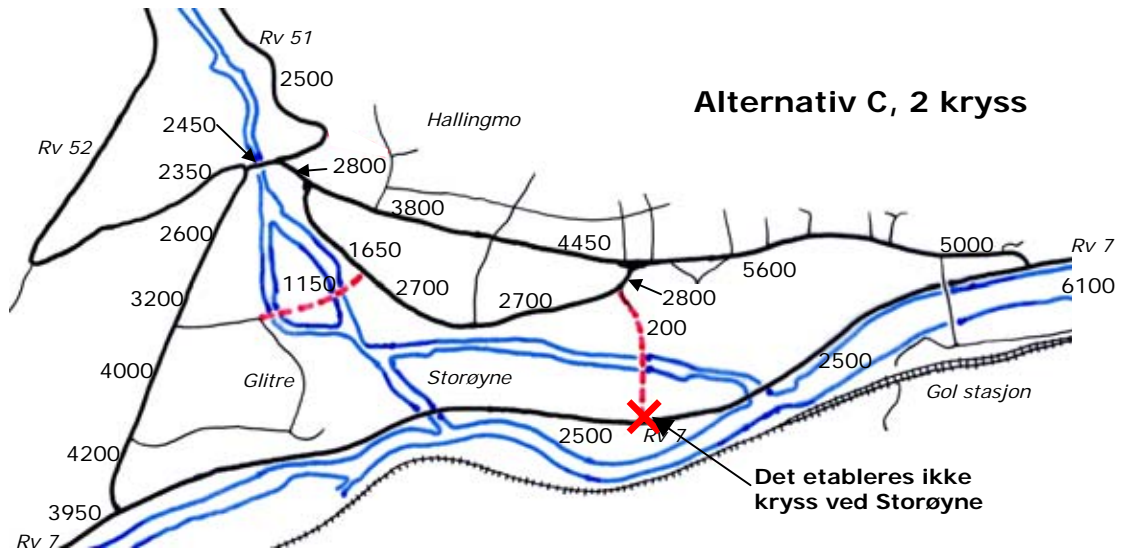 Rv 51
2500
Alternativ C, 2 kryss
Hallingmo
2450
Rv 52
2350
2800
3800
2600
4450
5000
Rv 7
1650
5600
6100
1150
2700
2700
2800
3200
200
2500
4000
Glitre
Storøyne
Gol stasjon
2500
Rv 7
4200
Det etableres ikke
kryss ved Storøyne
3950
Rv 7